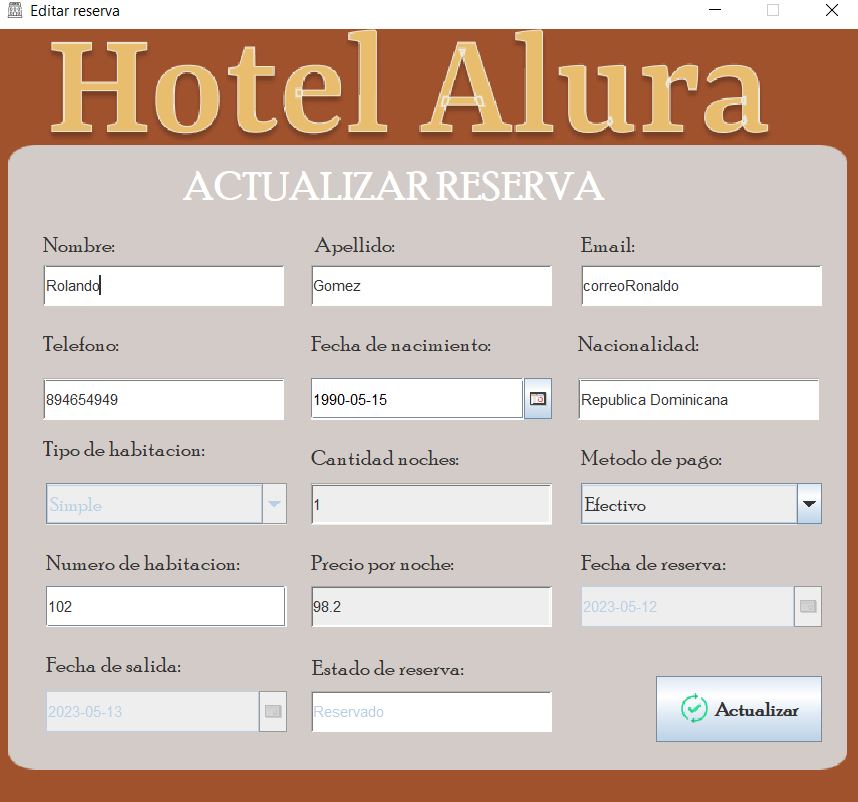 Editar reserva
Hotel Alura
ACTUALIZAR RESERVA
Nombre: Apellido: Email:
Rolando Gomez correoRonaldo
Telefono: Fecha de nacimiento: Nacionalidad:
894654949 1990-05-15 Republica Dominicana
Tipo de habitacion: Cantidad noches: Metodo de pago:
Simple 1 Efectivo
Numero de habitacion: Precio por noche: Fecha de reserva:
102 98.2 2023-05-12
Fecha de salida: Estado de reserva:
2023-05-13 Reservado
Actualizar